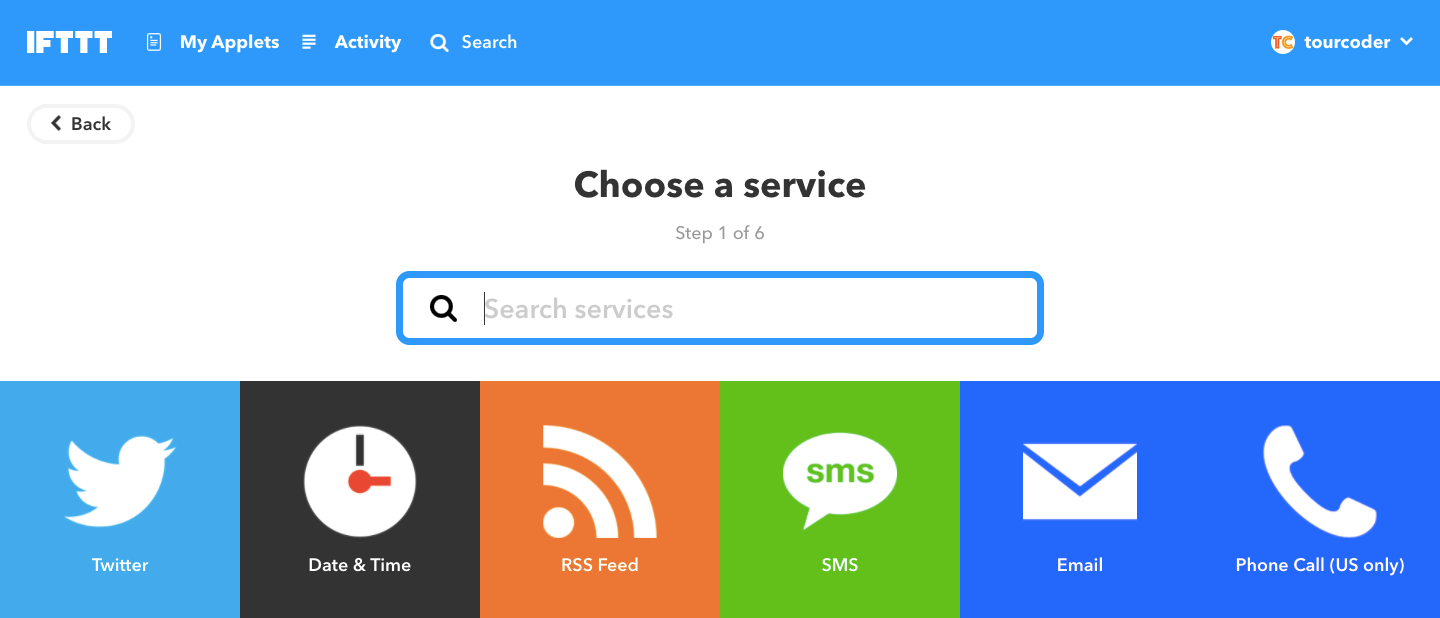 IFTTT My Applets Activity Search TC tourcoder
Back
Choose a service
Step 1 of 6
Search services
sms
Twitter Date & Time RSS Feed SMS Email Phone Call (US only)